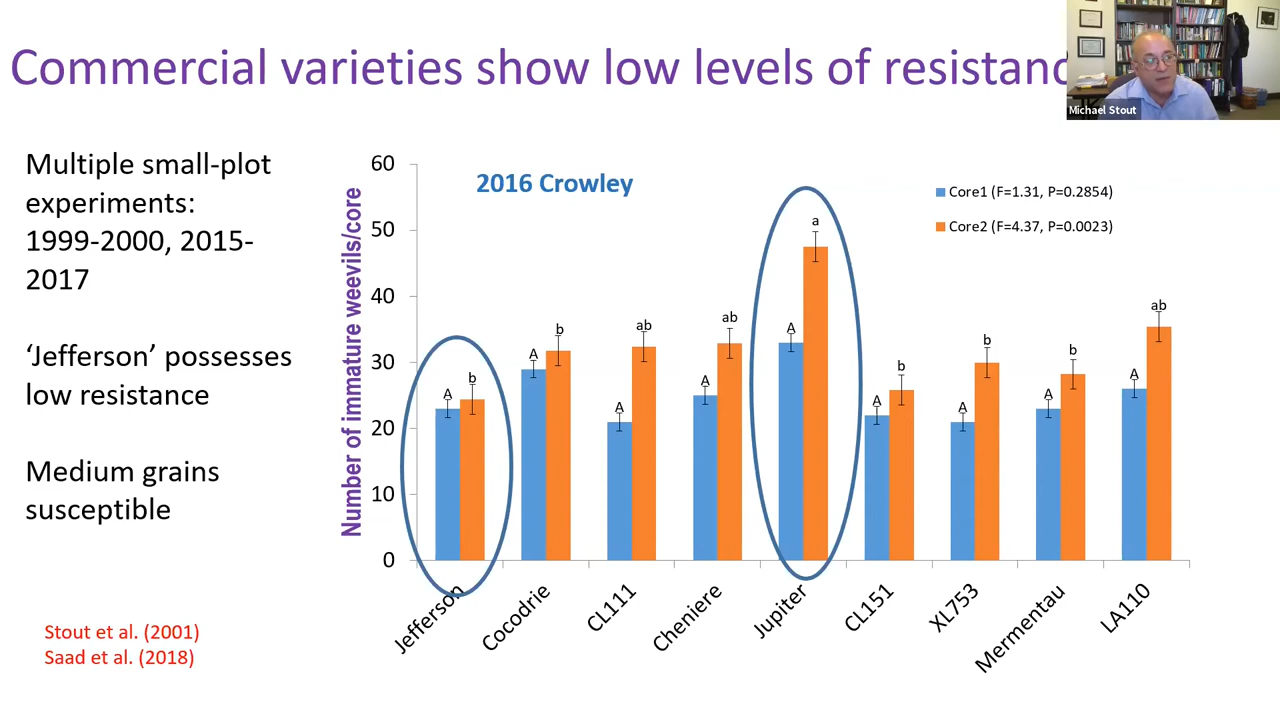 Commercial varieties show low levels of resistanc
Michael Stout
Multiple small-plot
experiments:
1999-2000, 2015-
2017
‘Jefferson’ possesses
low resistance
Medium grains
susceptible
Stout et al. (2001)
Saad et al. (2018)
2016 Crowley
Core1 (F=1.31, P=0.2854)
Core2 (F=4.37, P=0.0023)
Number of immature weevils/core
60
50
40
30
20
10
0
A b
A b
A ab
A ab
A a
A b
A b
A b
A ab
Jefferson
Cocodrie
CL111
Cheniere
Jupiter
CL151
XL753
Mermentau
LA110